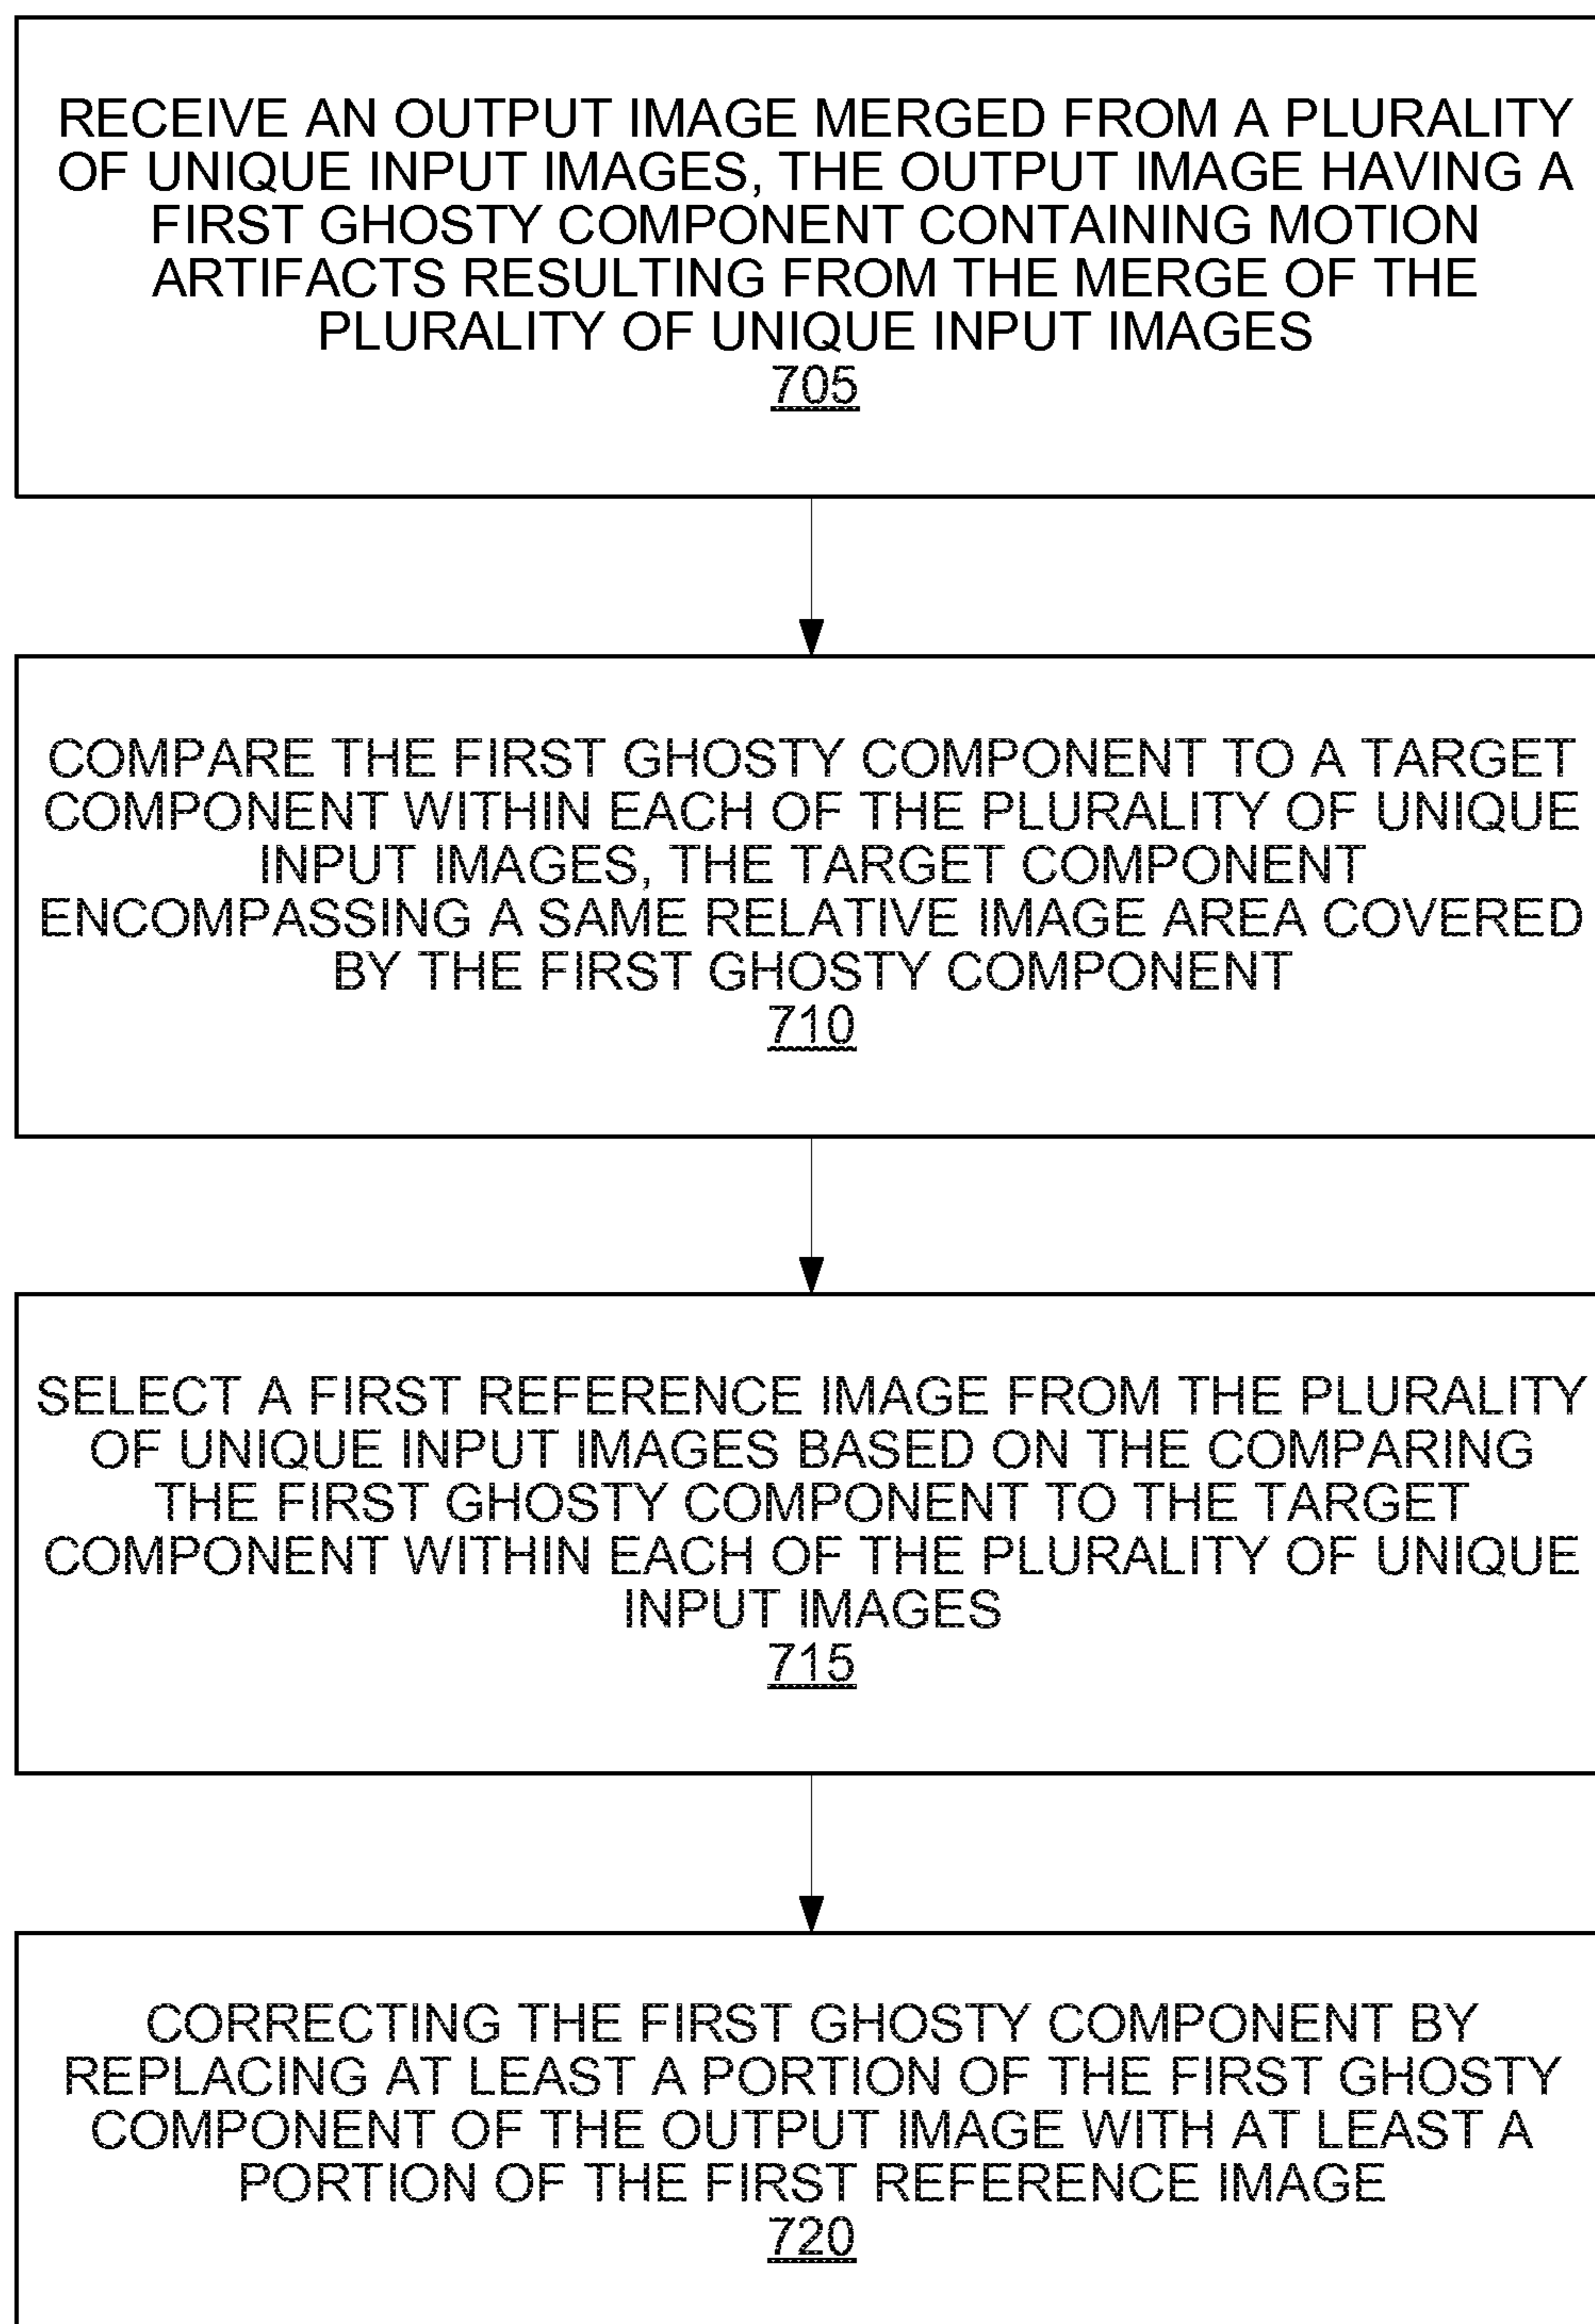 RECEIVE AN OUTPUT IMAGE MERGED FROM A PLURALITY
OF UNIQUE INPUT IMAGES, THE OUTPUT IMAGE HAVING A
FIRST GHOSTY COMPONENT CONTAINING MOTION
ARTIFACTS RESULTING FROM THE MERGE OF THE
PLURALITY OF UNIQUE INPUT IMAGES
705
COMPARE THE FIRST GHOSTY COMPONENT TO A TARGET
COMPONENT WITHIN EACH OF THE PLURALITY OF UNIQUE
INPUT IMAGES, THE TARGET COMPONENT
ENCOMPASSING A SAME RELATIVE IMAGE AREA COVERED
BY THE FIRST GHOSTY COMPONENT
710
SELECT A FIRST REFERENCE IMAGE FROM THE PLURALITY
OF UNIQUE INPUT IMAGES BASED ON THE COMPARING
THE FIRST GHOSTY COMPONENT TO THE TARGET
COMPONENT WITHIN EACH OF THE PLURALITY OF UNIQUE
INPUT IMAGES
715
CORRECTING THE FIRST GHOSTY COMPONENT BY
REPLACING AT LEAST A PORTION OF THE FIRST GHOSTY
COMPONENT OF THE OUTPUT IMAGE WITH AT LEAST A
PORTION OF THE FIRST REFERENCE IMAGE
720